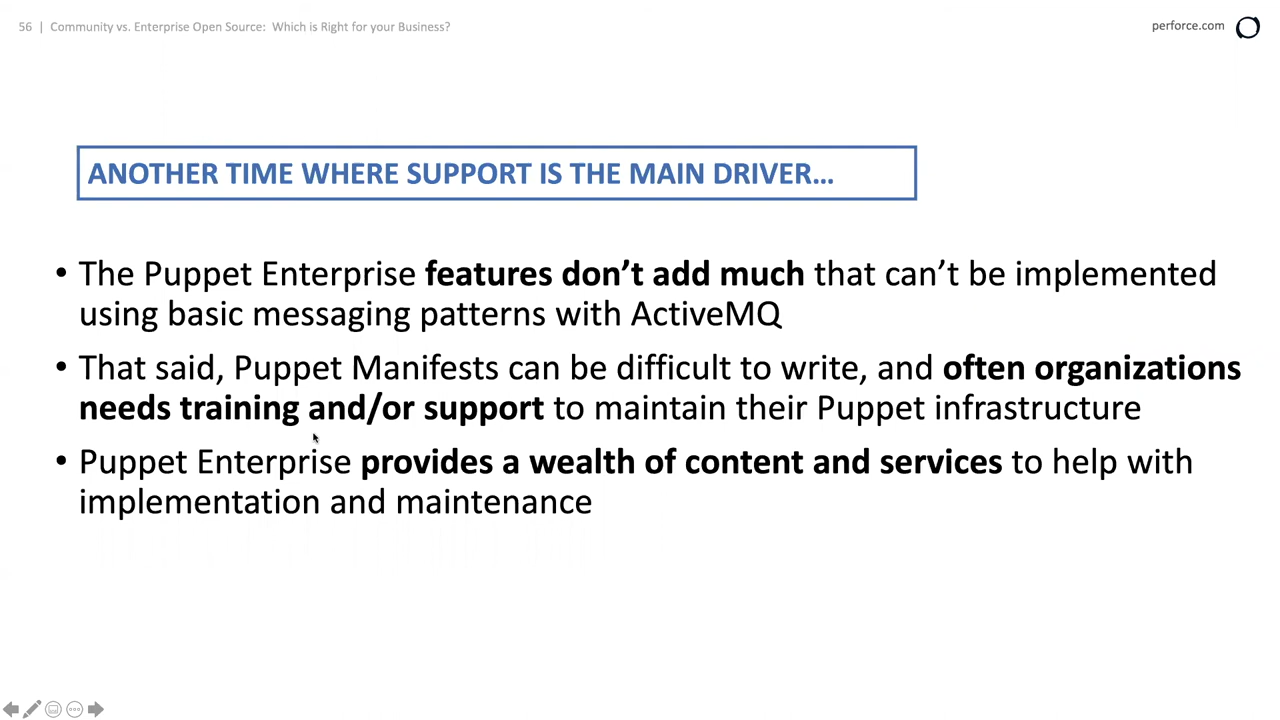 56 | Community vs. Enterprise Open Source: Which is Right for your Business?
perforce.com
ANOTHER TIME WHERE SUPPORT IS THE MAIN DRIVER...
• The Puppet Enterprise features don’t add much that can’t be implemented
using basic messaging patterns with ActiveMQ
• That said, Puppet Manifests can be difficult to write, and often organizations
needs training and/or support to maintain their Puppet infrastructure
• Puppet Enterprise provides a wealth of content and services to help with
implementation and maintenance